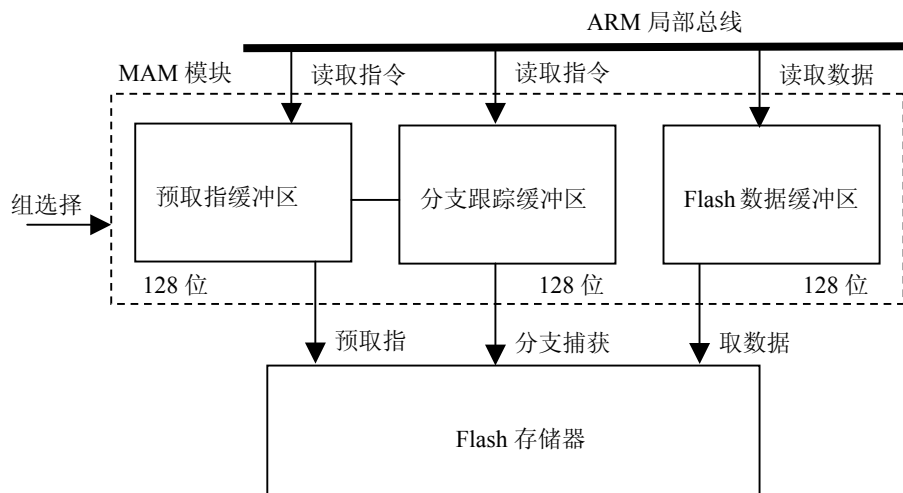 ARM 局部总线
MAM 模块
读取指令
读取指令
读取数据
组选择
预取指缓冲区
分支跟踪缓冲区
Flash 数据缓冲区
128 位
128 位
128 位
预取指
分支捕获
取数据
Flash 存储器